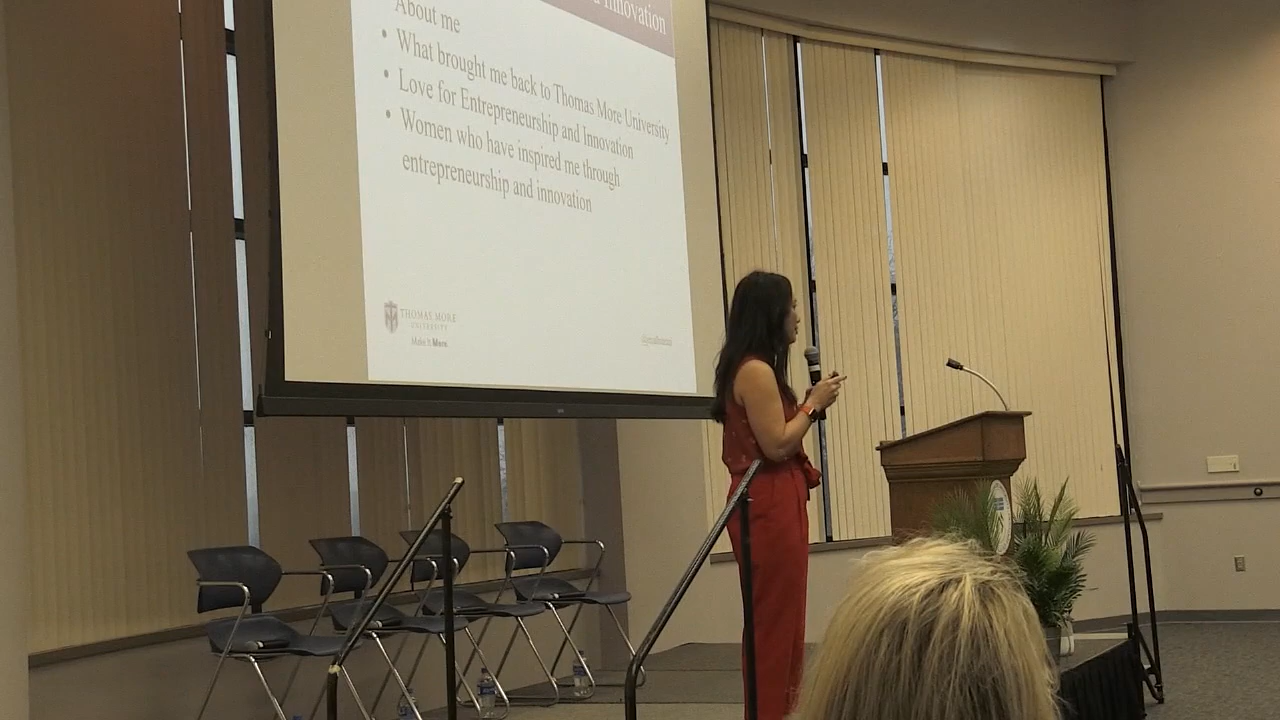 Innovation
About me
• What brought me back to Thomas More University
• Love for Entrepreneurship and Innovation
• Women who have inspired me through
entrepreneurship and innovation
THOMAS MORE
UNIVERSITY
Make it More.